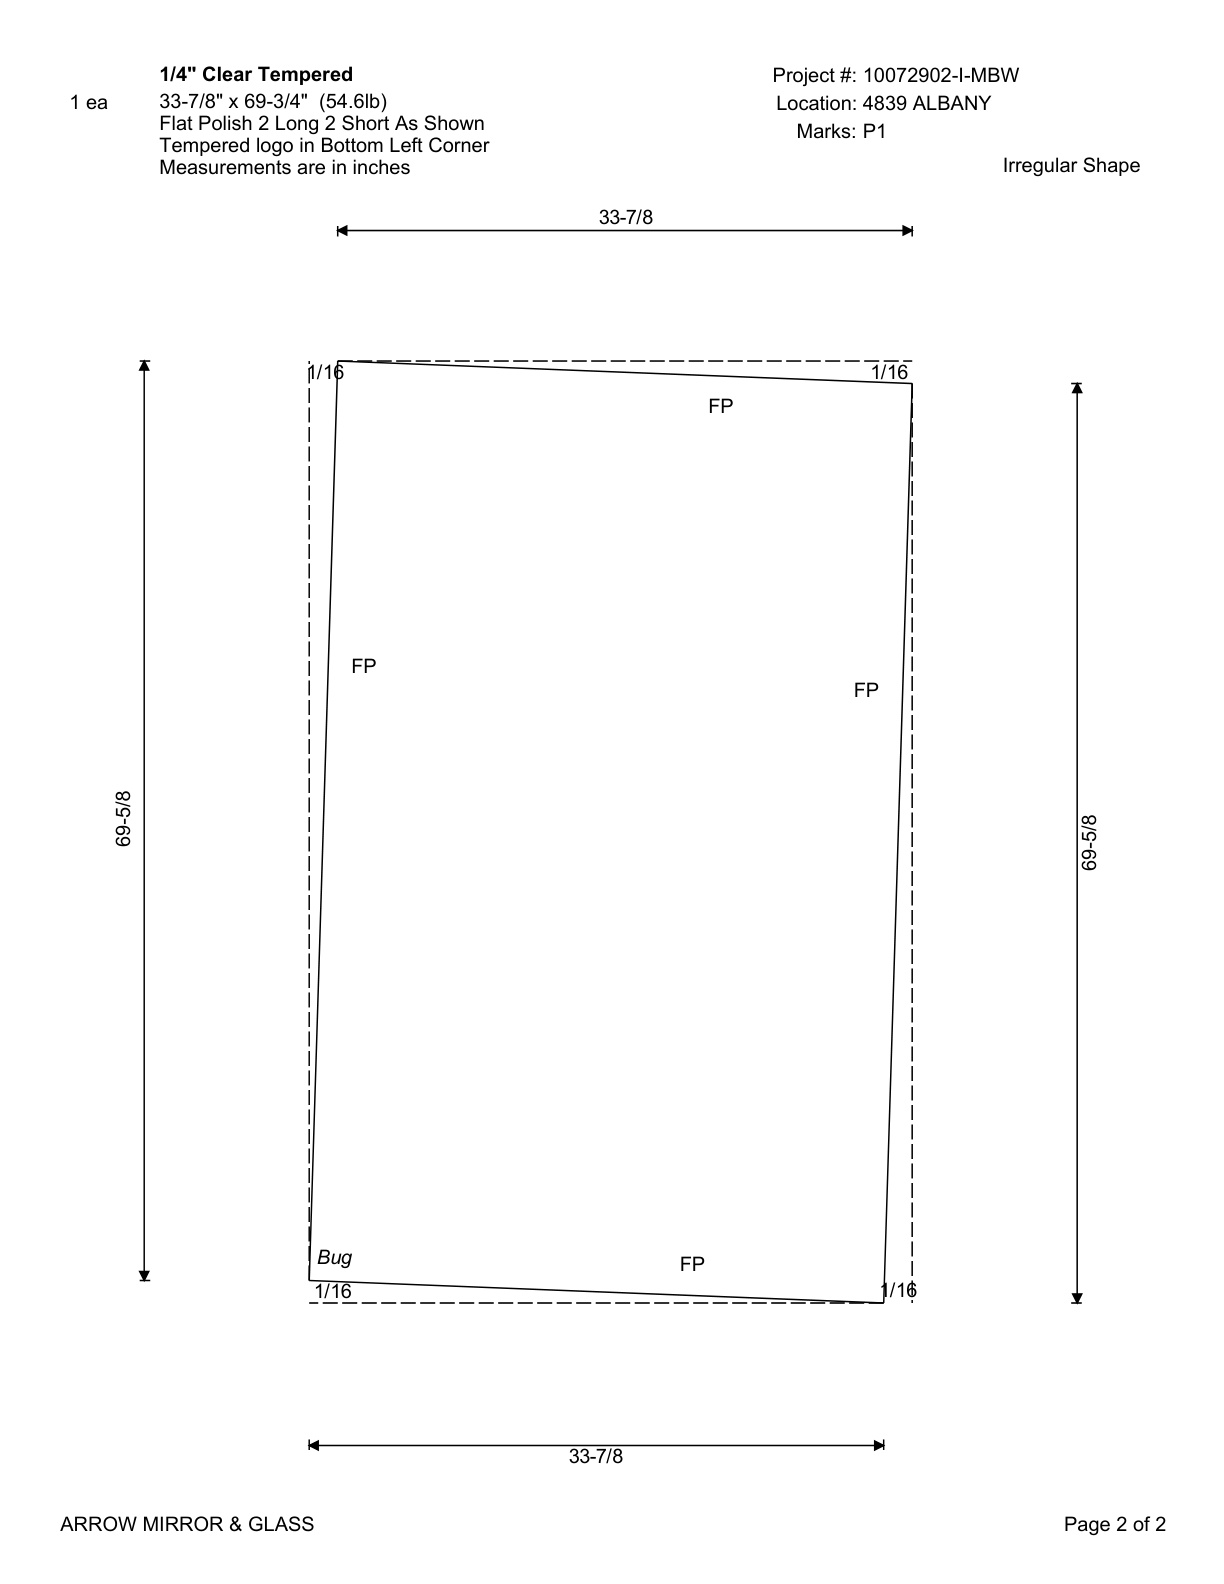 1/4" Clear Tempered
Project #: 10072902-I-MBW
1 ea
33-7/8" x 69-3/4"  (54.6lb)
Location: 4839 ALBANY
Flat Polish 2 Long 2 Short As Shown
Marks: P1
Tempered logo in Bottom Left Corner
Measurements are in inches
Irregular Shape
33-7/8
1/16
1/16
FP
FP
FP
69-5/8
69-5/8
Bug
FP
1/16
1/16
33-7/8
ARROW MIRROR & GLASS
Page 2 of 2